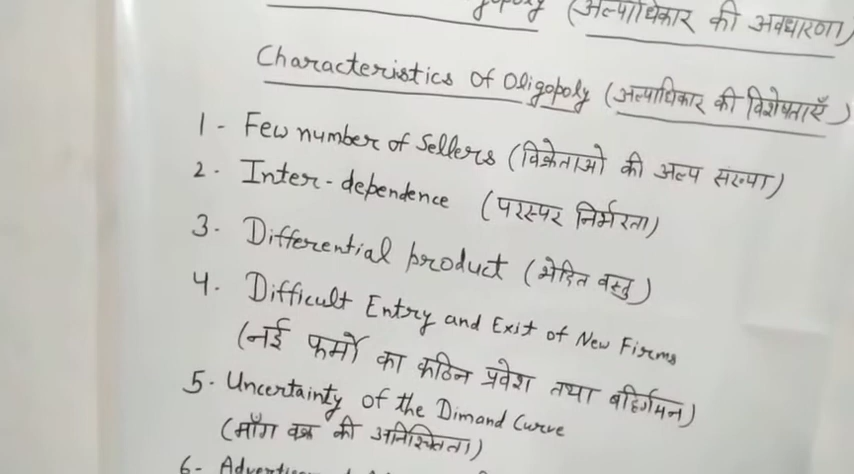 (अल्पाधिकार की अवधारणा)
Characteristics of Oligopoly (अल्पाधिकार की विशेषताएँ)
1- Few number of Sellers (विक्रेताओ की अल्प संख्या)
2- Inter-dependence (परस्पर निर्भरता)
3- Differential product (भेदित वस्तु)
4- Difficult Entry and Exit of New Firms
(नई फर्मो का कठिन प्रवेश तथा बहिर्गमन)
5- Uncertainty of the Dimand Curve
(माँग वक्र की अनिश्चितता)
6-